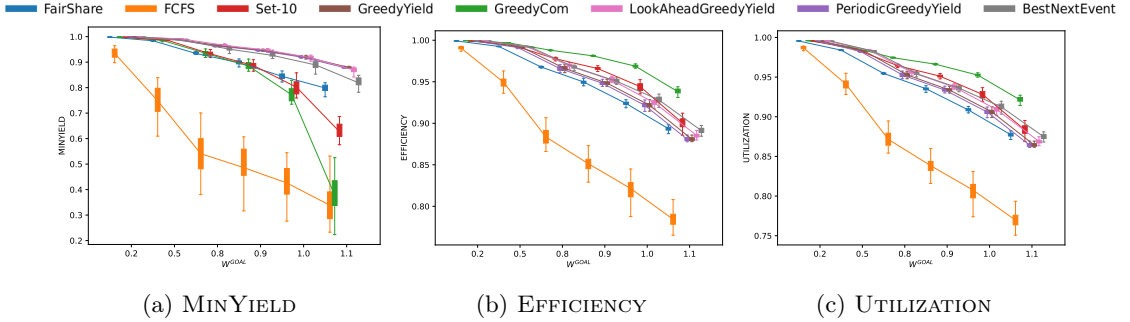 FairShare FCFS Set-10 GreedyYield GreedyCom LookAheadGreedyYield PeriodicGreedyYield BestNextEvent
1.0
0.9
0.8
0.7
0.6
0.5
0.4
0.3
0.2
MINYIELD
0.2 0.5 0.8 0.9 1.0 1.1
W^GOAL
(a) MINYIELD
1.00
0.95
0.90
0.85
0.80
EFFICIENCY
0.2 0.5 0.8 0.9 1.0 1.1
W^GOAL
(b) EFFICIENCY
1.00
0.95
0.90
0.85
0.80
0.75
UTILIZATION
0.2 0.5 0.8 0.9 1.0 1.1
W^GOAL
(c) UTILIZATION